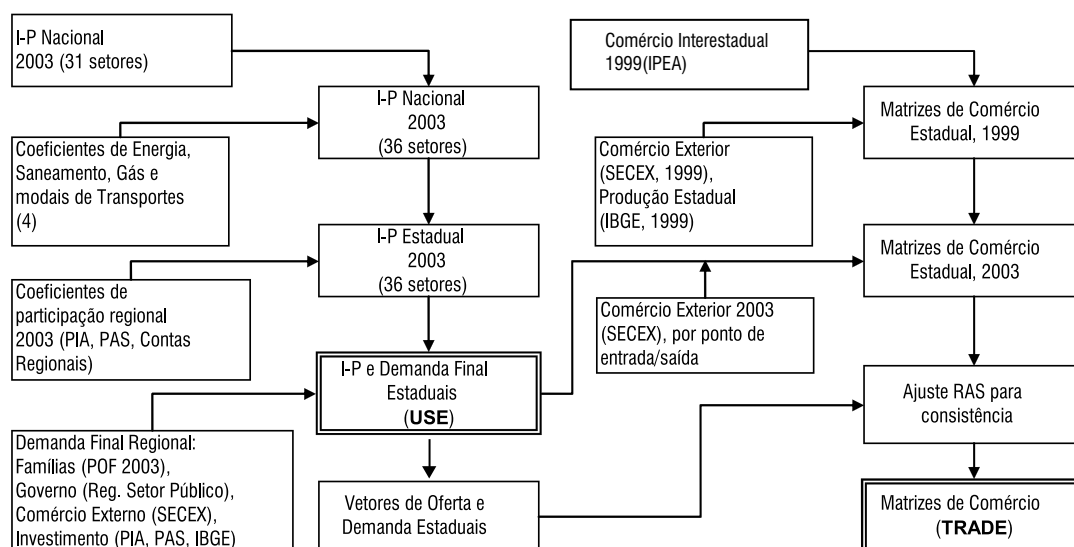 I-P Nacional
2003 (31 setores)
I-P Nacional
2003
(36 setores)
Coeficientes de Energia,
Saneamento, Gás e
modais de Transportes
(4)
I-P Estadual
2003
(36 setores)
Coeficientes de
participação regional
2003 (PIA, PAS, Contas
Regionais)
I-P e Demanda Final
Estaduais
(USE)
Demanda Final Regional:
Famílias (POF 2003),
Governo (Reg. Setor Público),
Comércio Externo (SECEX),
Investimento (PIA, PAS, IBGE)
Vetores de Oferta e
Demanda Estaduais
Comércio Interestadual
1999(IPEA)
Matrizes de Comércio
Estadual, 1999
Comércio Exterior
(SECEX, 1999),
Produção Estadual
(IBGE, 1999)
Matrizes de Comércio
Estadual, 2003
Comércio Exterior 2003
(SECEX), por ponto de
entrada/saída
Ajuste RAS para
consistência
Matrizes de Comércio
(TRADE)